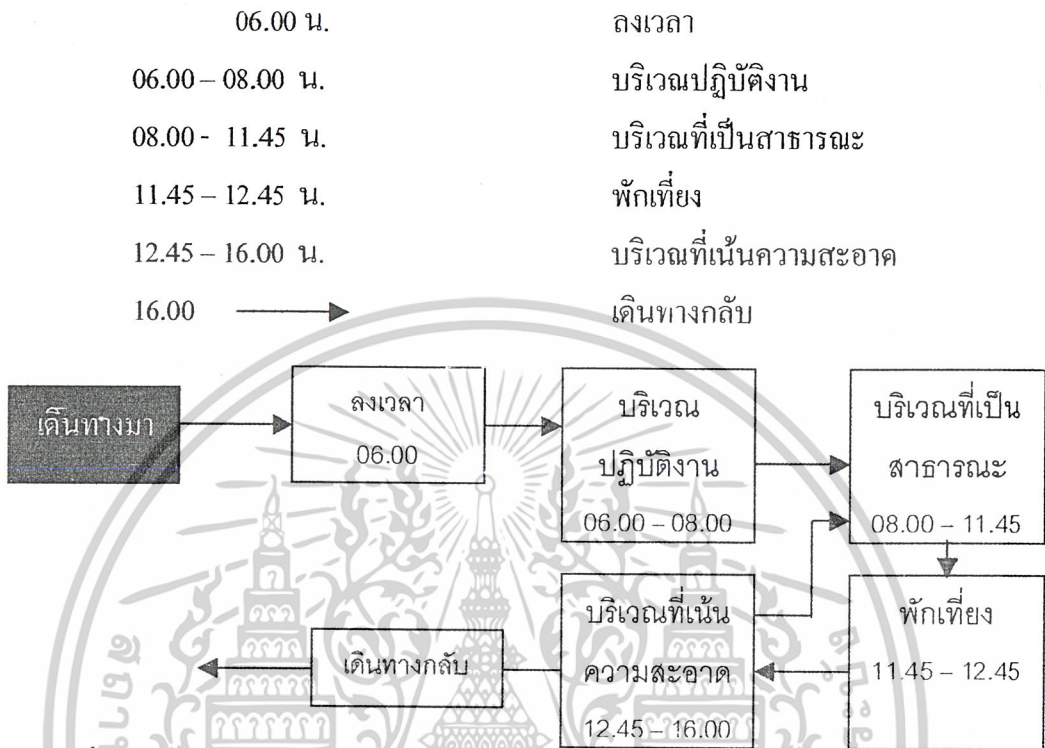 06.00 น. ลงเวลา
06.00 – 08.00 น. บริเวณปฏิบัติงาน
08.00 - 11.45 น. บริเวณที่เป็นสาธารณะ
11.45 – 12.45 น. พักเที่ยง
12.45 – 16.00 น. บริเวณที่เน้นความสะอาด
16.00 เดินทางกลับ
เดินทางมา
ลงเวลา
06.00
บริเวณ
ปฏิบัติงาน
06.00 – 08.00
บริเวณที่เป็น
สาธารณะ
08.00 – 11.45
พักเที่ยง
11.45 – 12.45
บริเวณที่เน้น
ความสะอาด
12.45 – 16.00
เดินทางกลับ